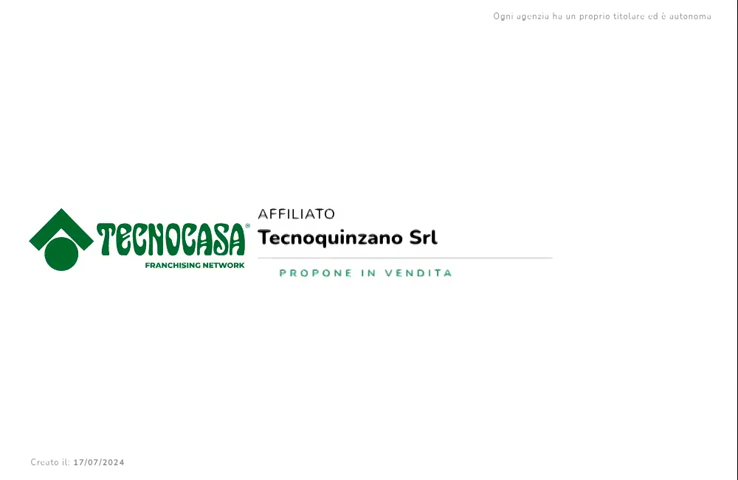 Ogni agenzia ha un proprio titolare ed è autonoma
AFFILIATO
TECNOCASA®
Tecnoquinzano Srl
FRANCHISING NETWORK
PROPONE IN VENDITA
Creato il: 17/07/2024